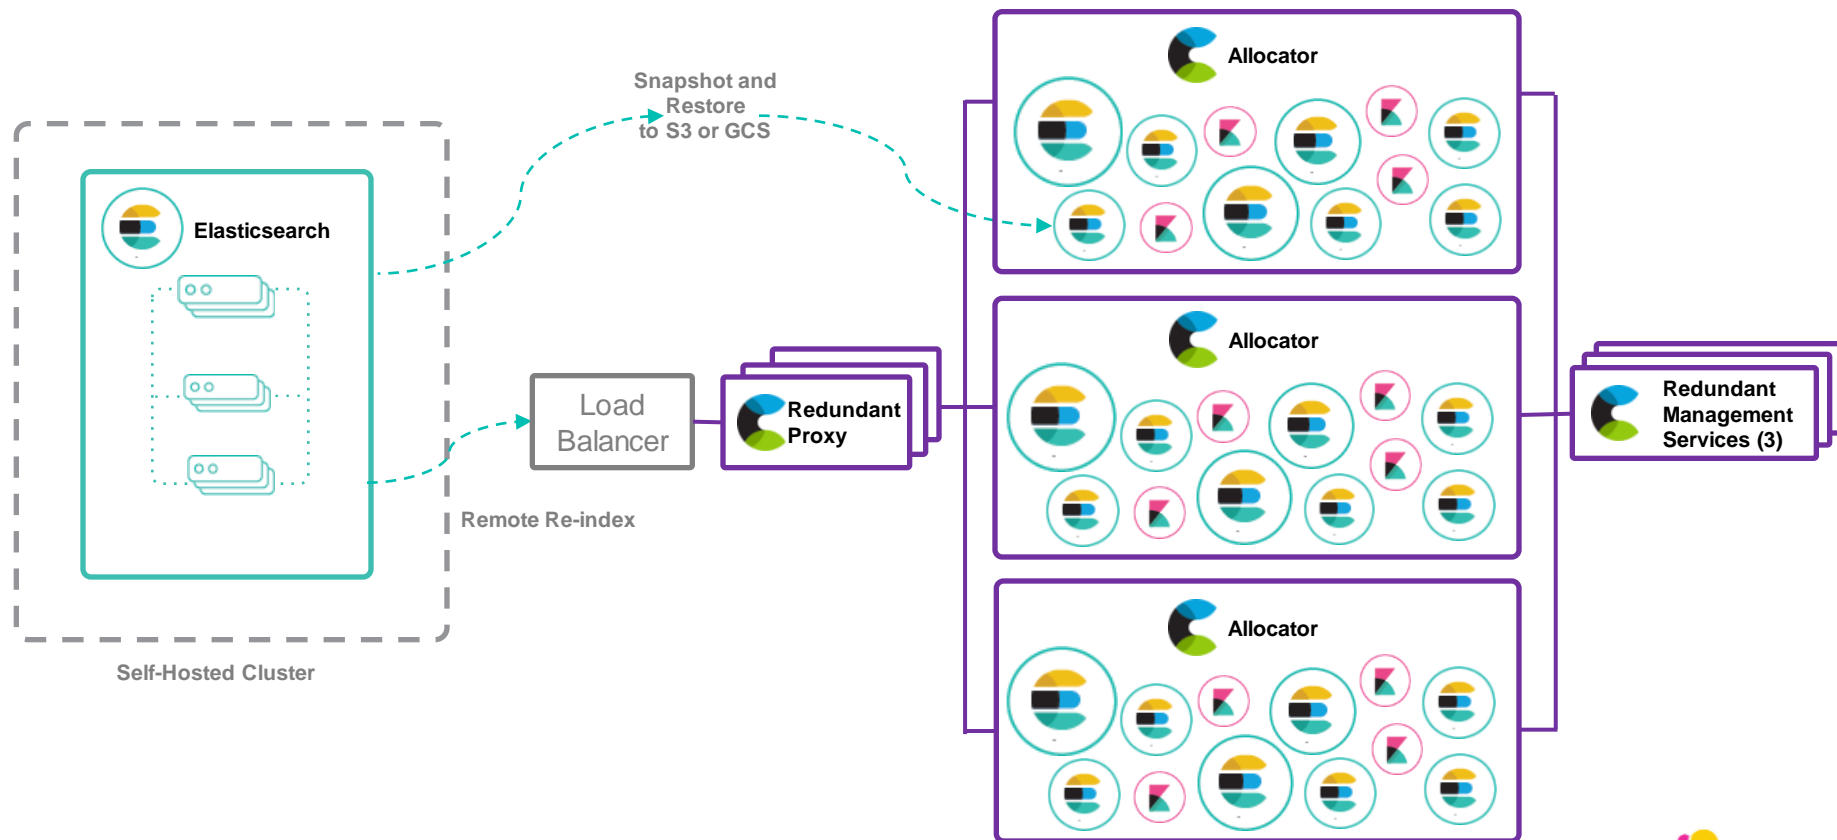 Allocator
Snapshot and
Restore
to S3 or GCS
Elasticsearch
Allocator
Load
Balancer
Redundant
Proxy
Redundant
Management
Services (3)
Remote Re-index
Allocator
Self-Hosted Cluster